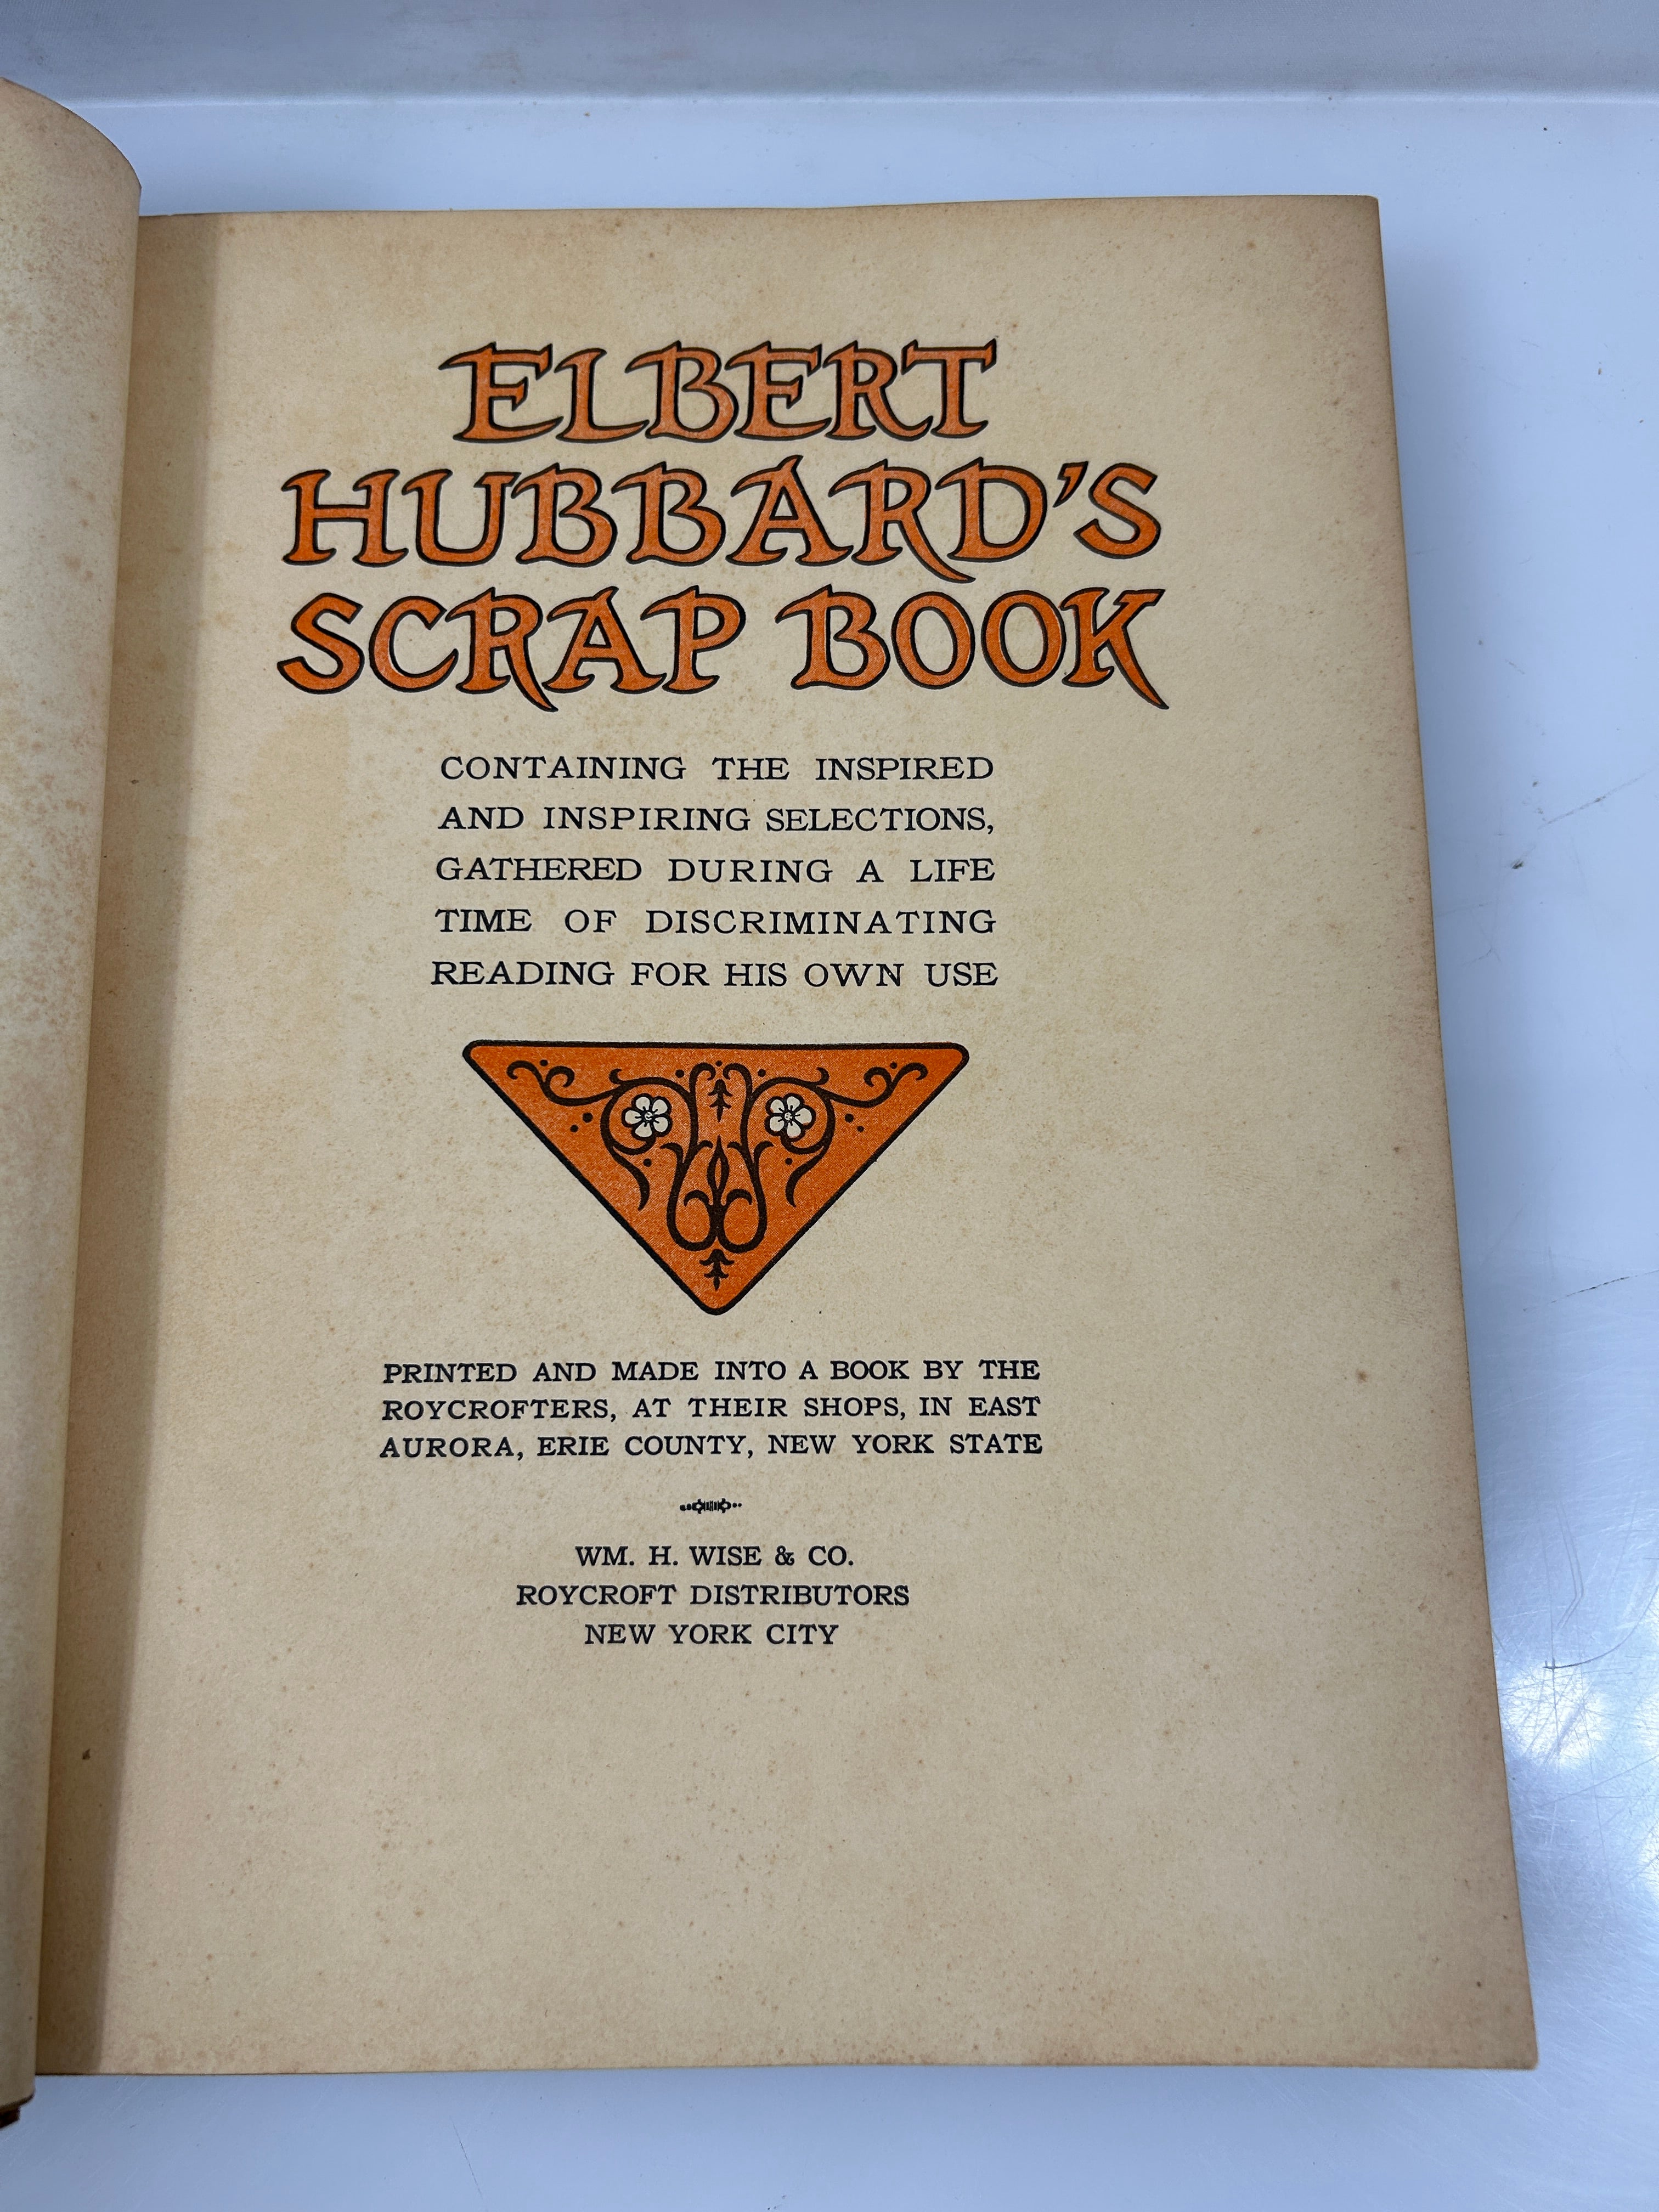 ELBERT
HUBBARD'S
SCRAP BOOK
CONTAINING THE INSPIRED
AND INSPIRING SELECTIONS,
GATHERED DURING A LIFE
TIME OF DISCRIMINATING
READING FOR HIS OWN USE
PRINTED AND MADE INTO A BOOK BY THE
ROYCROFTERS, AT THEIR SHOPS, IN EAST
AURORA, ERIE COUNTY, NEW YORK STATE
WM. H. WISE & CO.
ROYCROFT DISTRIBUTORS
NEW YORK CITY